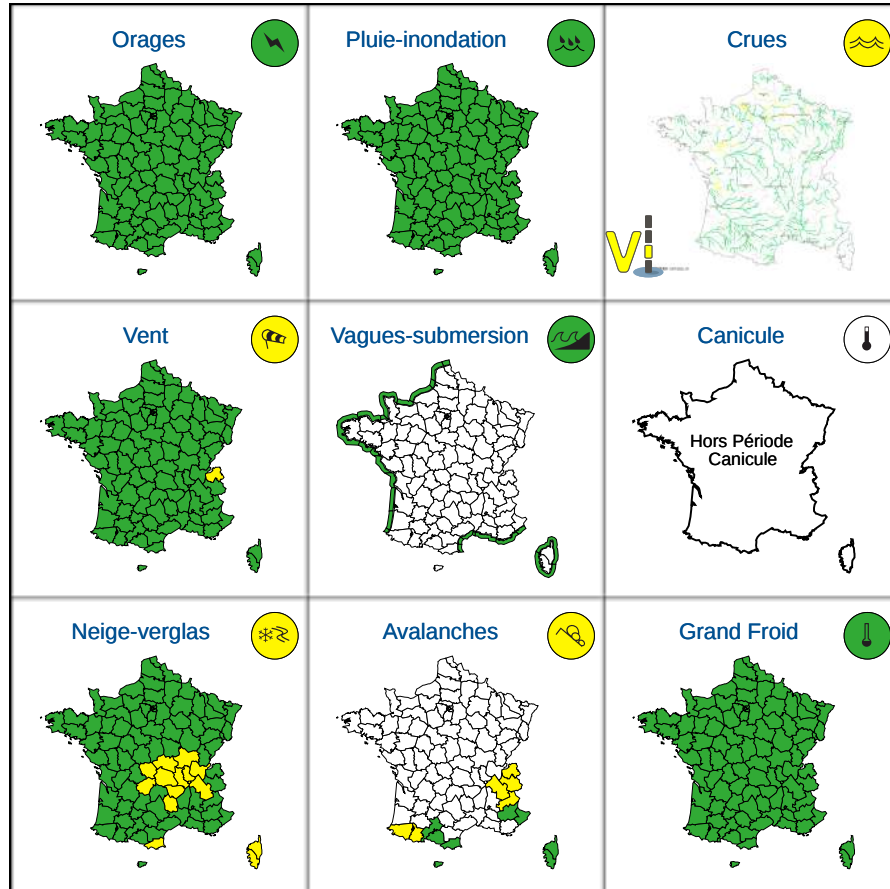 Orages
Pluie-inondation
Crues
Vent
Vagues-submersion
Canicule
Hors Période
Canicule
Neige-verglas
Avalanches
Grand Froid